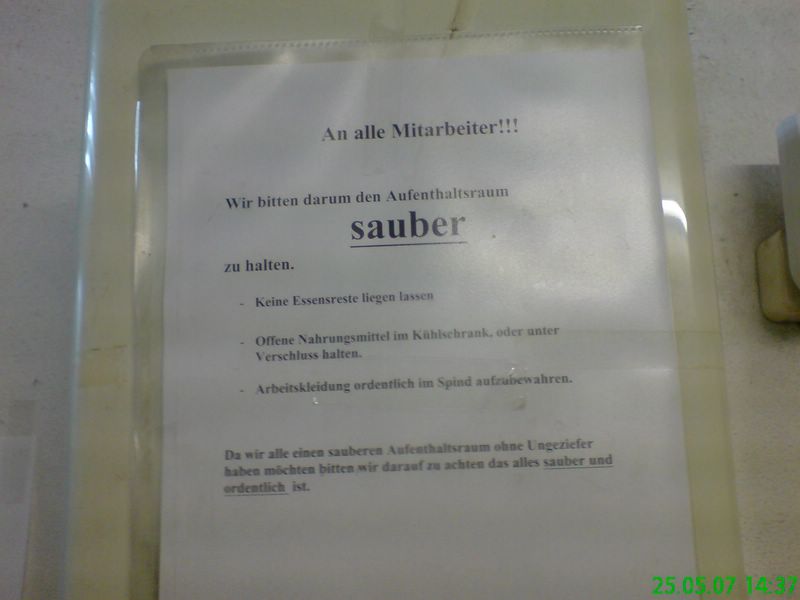 An alle Mitarbeiter!!!
Wir bitten darum den Aufenthaltsraum
sauber
zu halten.
- Keine Essensreste liegen lassen
- Offene Nahrungsmittel im Kühlschrank, oder unter
Verschluss halten.
- Arbeitskleidung ordentlich im Spind aufzubewahren.
Da wir alle einen sauberen Aufenthaltsraum ohne Ungeziefer
haben möchten bitten wir darauf zu achten das alles sauber und
ordentlich ist.
25.05.07 14:37